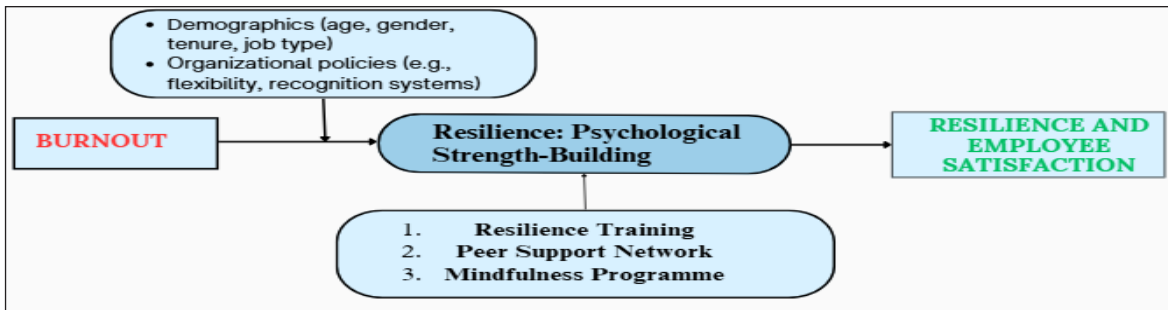 • Demographics (age, gender,
tenure, job type)
• Organizational policies (e.g.,
flexibility, recognition systems)
BURNOUT
Resilience: Psychological
Strength-Building
RESILIENCE AND
EMPLOYEE
SATISFACTION
1. Resilience Training
2. Peer Support Network
3. Mindfulness Programme